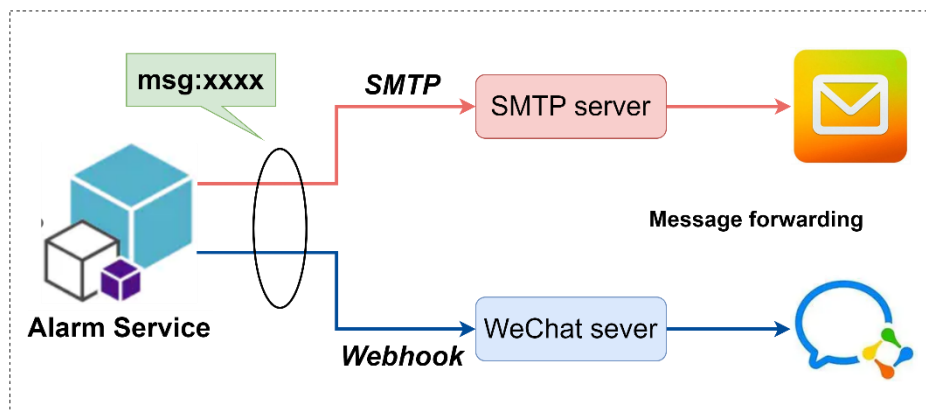 msg:xxxx
SMTP
SMTP server
Message forwarding
Alarm Service
Webhook
WeChat sever